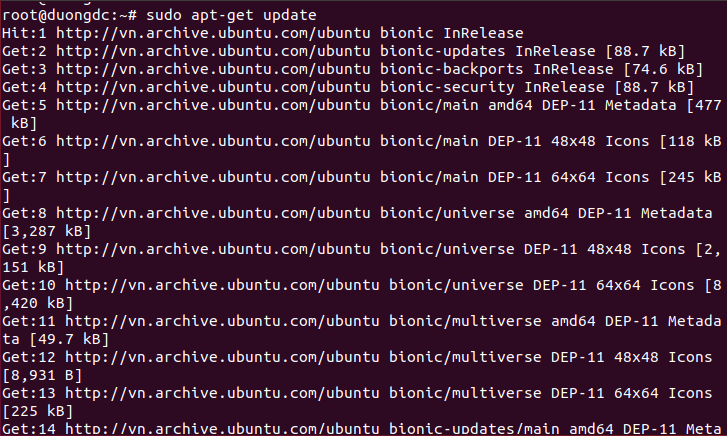 root@duongdc:~# sudo apt-get update
Hit:1 http://vn.archive.ubuntu.com/ubuntu bionic InRelease
Get:2 http://vn.archive.ubuntu.com/ubuntu bionic-updates InRelease [88.7 kB]
Get:3 http://vn.archive.ubuntu.com/ubuntu bionic-backports InRelease [74.6 kB]
Get:4 http://vn.archive.ubuntu.com/ubuntu bionic-security InRelease [88.7 kB]
Get:5 http://vn.archive.ubuntu.com/ubuntu bionic/main amd64 DEP-11 Metadata [477
 kB]
Get:6 http://vn.archive.ubuntu.com/ubuntu bionic/main DEP-11 48x48 Icons [118 kB
]
Get:7 http://vn.archive.ubuntu.com/ubuntu bionic/main DEP-11 64x64 Icons [245 kB
]
Get:8 http://vn.archive.ubuntu.com/ubuntu bionic/universe amd64 DEP-11 Metadata
[3,287 kB]
Get:9 http://vn.archive.ubuntu.com/ubuntu bionic/universe DEP-11 48x48 Icons [2,
151 kB]
Get:10 http://vn.archive.ubuntu.com/ubuntu bionic/universe DEP-11 64x64 Icons [8
,420 kB]
Get:11 http://vn.archive.ubuntu.com/ubuntu bionic/multiverse amd64 DEP-11 Metada
ta [49.7 kB]
Get:12 http://vn.archive.ubuntu.com/ubuntu bionic/multiverse DEP-11 48x48 Icons
[8,931 B]
Get:13 http://vn.archive.ubuntu.com/ubuntu bionic/multiverse DEP-11 64x64 Icons
[225 kB]
Get:14 http://vn.archive.ubuntu.com/ubuntu bionic-updates/main amd64 DEP-11 Meta